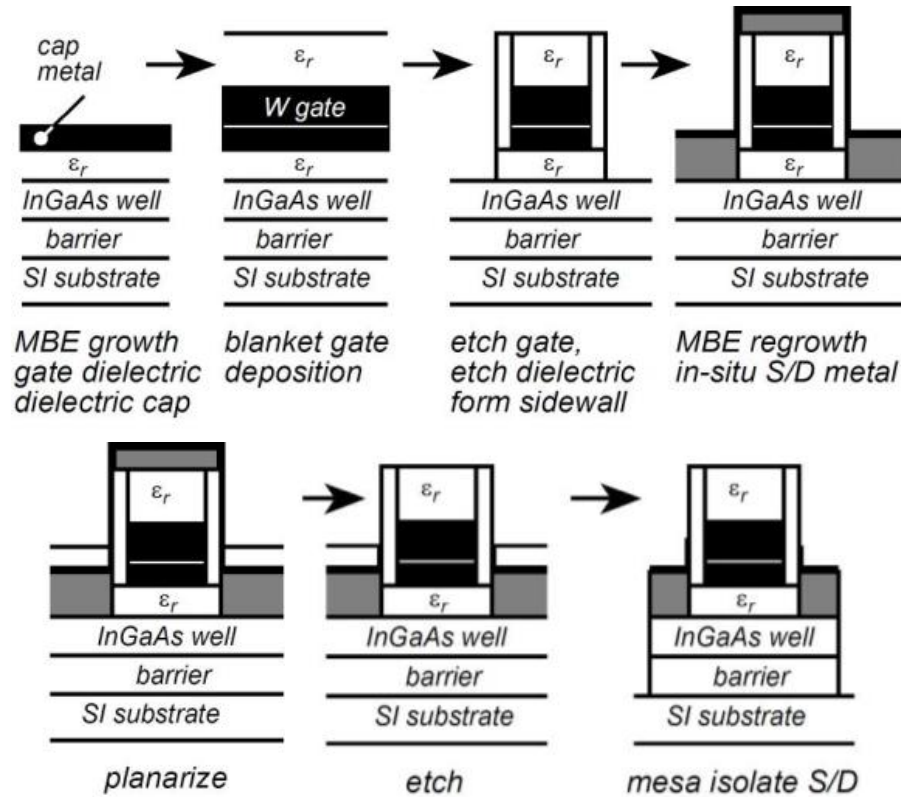 cap
metal
εr
InGaAs well
barrier
SI substrate
MBE growth
gate dielectric
dielectric cap
εr
W gate
εr
InGaAs well
barrier
SI substrate
blanket gate
deposition
εr
εr
InGaAs well
barrier
SI substrate
etch gate,
etch dielectric
form sidewall
εr
εr
InGaAs well
barrier
SI substrate
MBE regrowth
in-situ S/D metal
εr
εr
InGaAs well
barrier
SI substrate
planarize
εr
εr
InGaAs well
barrier
SI substrate
etch
εr
εr
InGaAs well
barrier
SI substrate
mesa isolate S/D